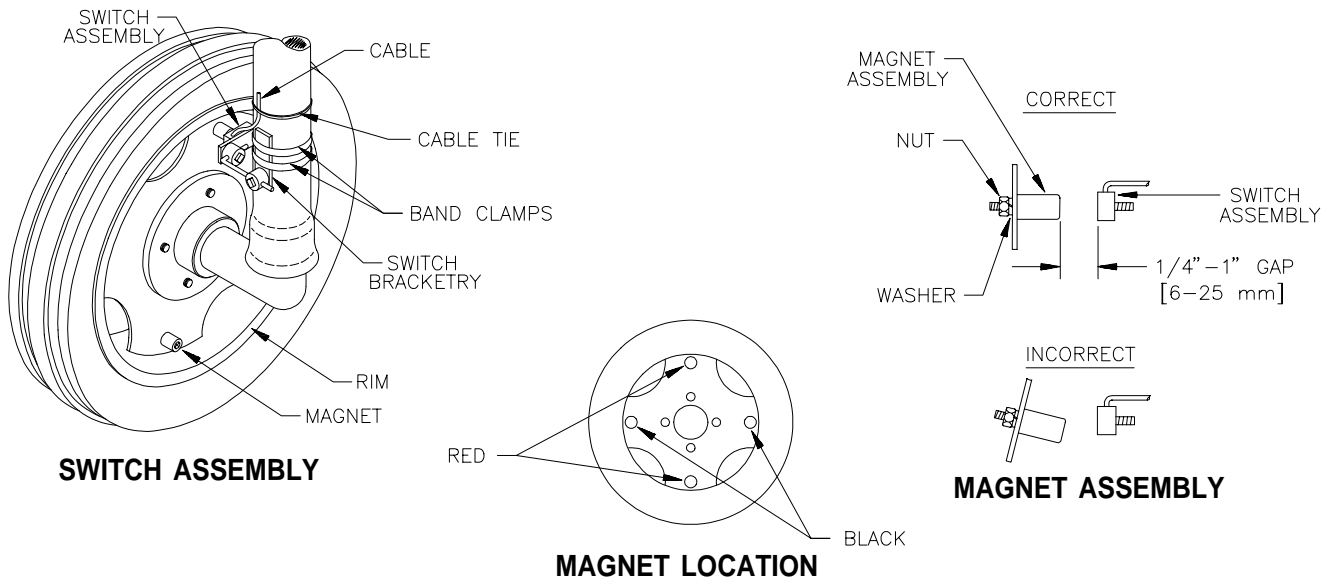 SWITCH
ASSEMBLY
CABLE
CABLE TIE
BAND CLAMPS
SWITCH
BRACKETRY
RIM
MAGNET
SWITCH ASSEMBLY
RED
BLACK
MAGNET LOCATION
MAGNET
ASSEMBLY
CORRECT
NUT
SWITCH
ASSEMBLY
1/4”–1” GAP
[6–25 mm]
WASHER
INCORRECT
MAGNET ASSEMBLY